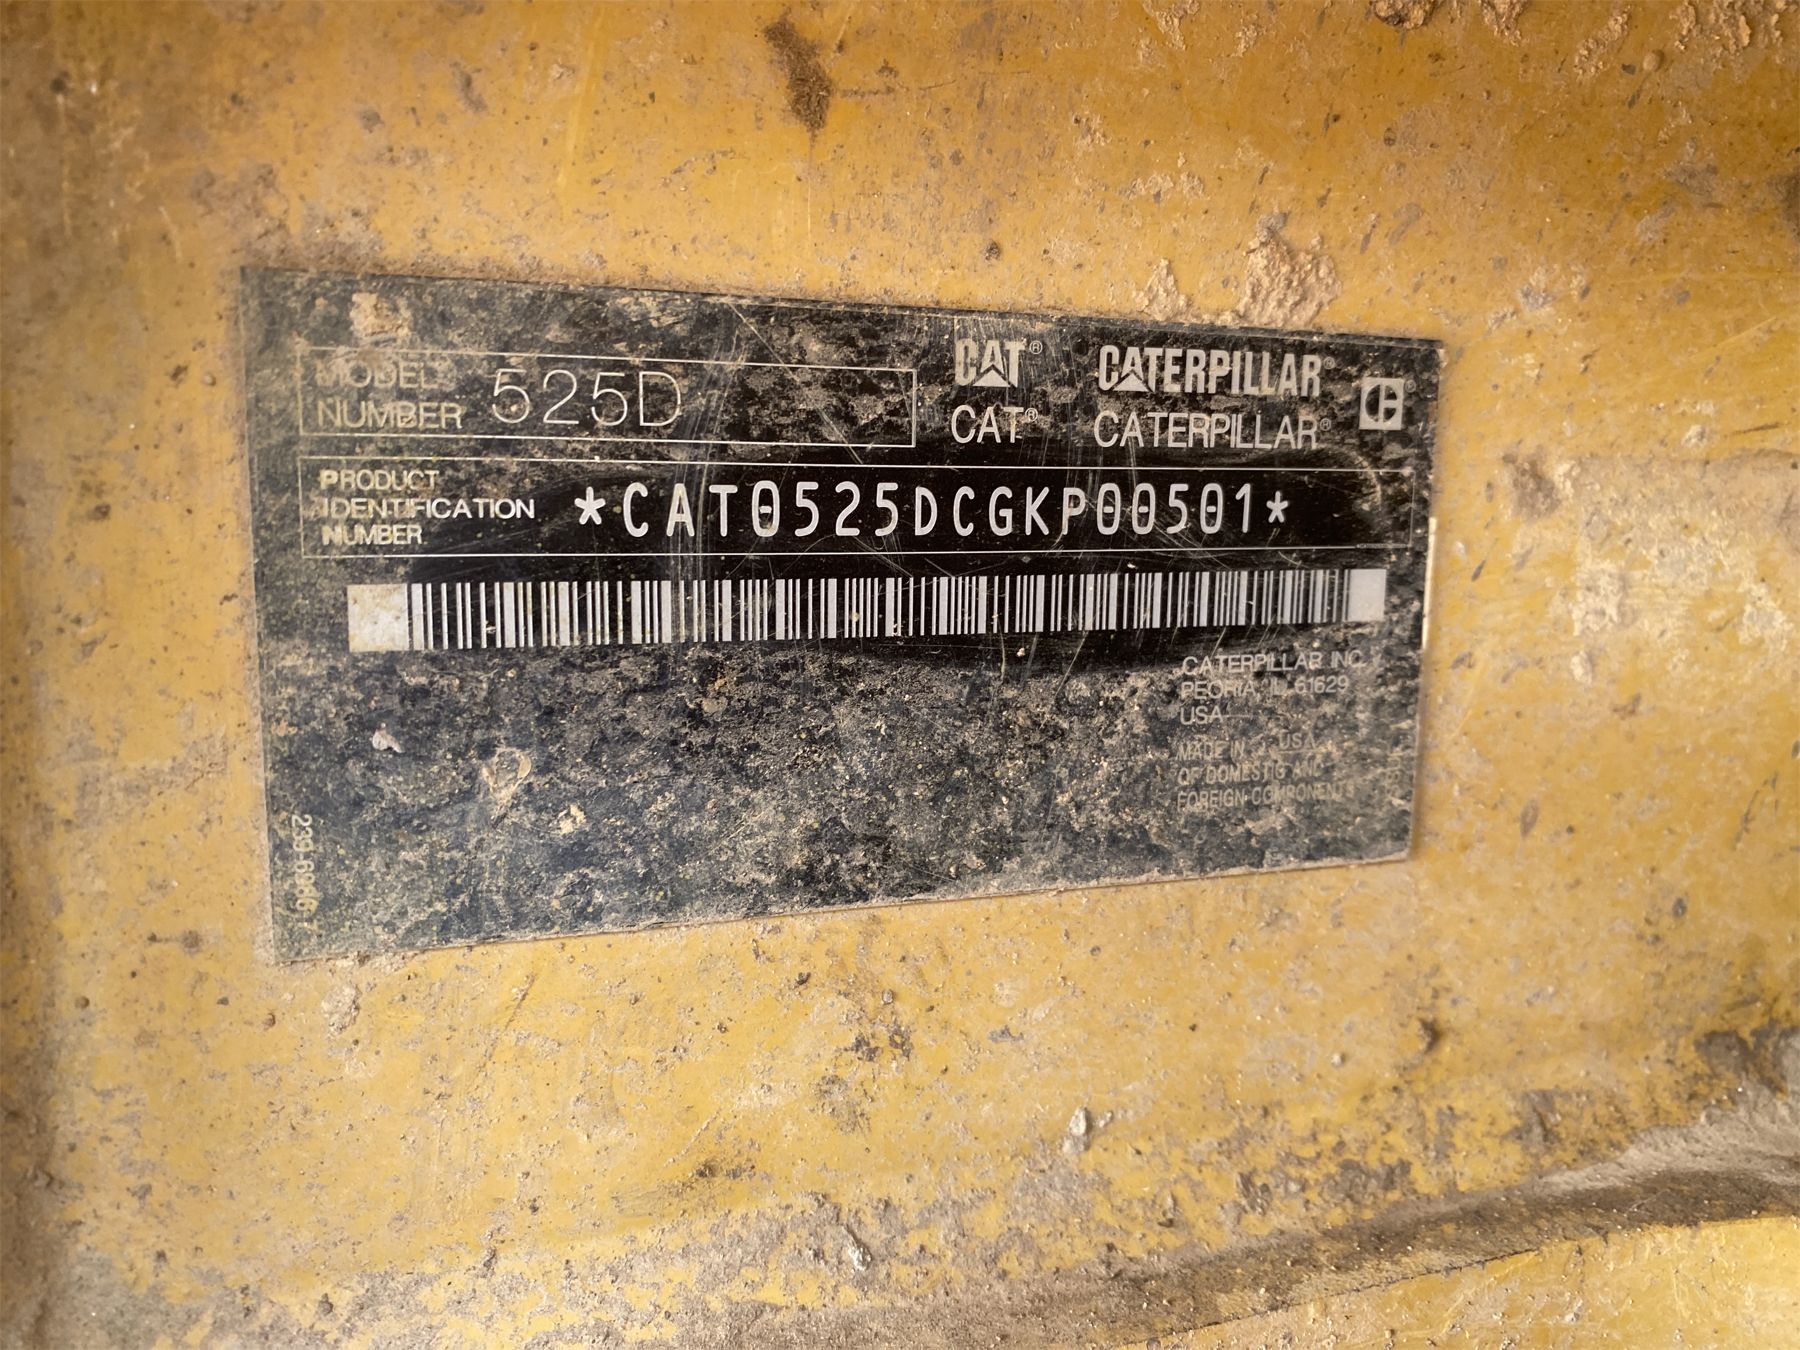 MODEL
NUMBER 525D
CAT® CATERPILLAR®
CAT® CATERPILLAR®
PRODUCT
IDENTIFICATION
NUMBER
*CAT0525DCGKP00501*
CATERPILLAR INC.
PEORIA, IL 61629
USA
MADE IN USA
OF DOMESTIC AND
FOREIGN COMPONENTS